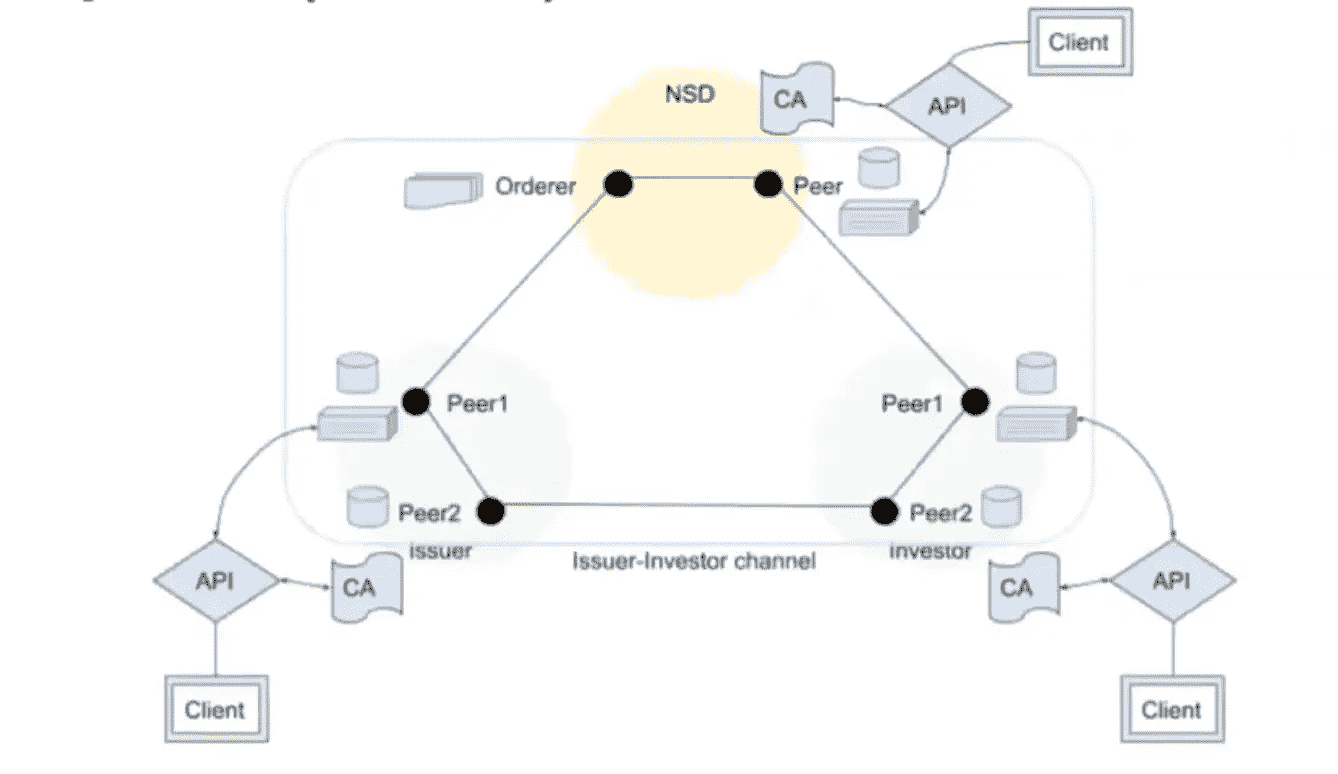 Client
NSD
CA
API
Orderer
Peer
Peer1
Peer1
Peer2
Peer2
issuer
investor
Issuer-Investor channel
API
CA
CA
API
Client
Client